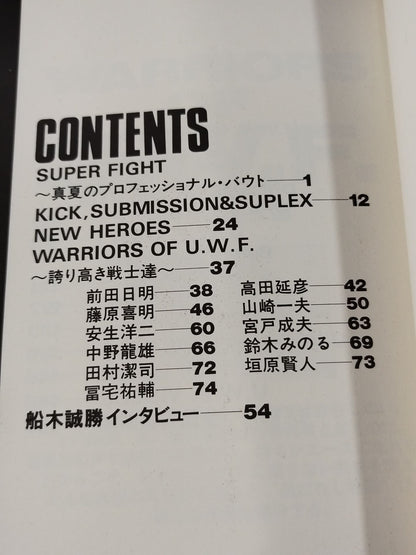 CONTENTS
SUPER FIGHT
〜真夏のプロフェッショナル・バウト——1
KICK, SUBMISSION&SUPLEX——12
NEW HEROES——24
WARRIORS OF U.W.F.
〜誇り高き戦士達〜——37
前田日明——38 高田延彦——42
藤原喜明——46 山崎一夫——50
安生洋二——60 宮戸成夫——63
中野龍雄——66 鈴木みのる——69
田村潔司——72 垣原賢人——73
冨宅祐輔——74
船木誠勝インタビュー——54